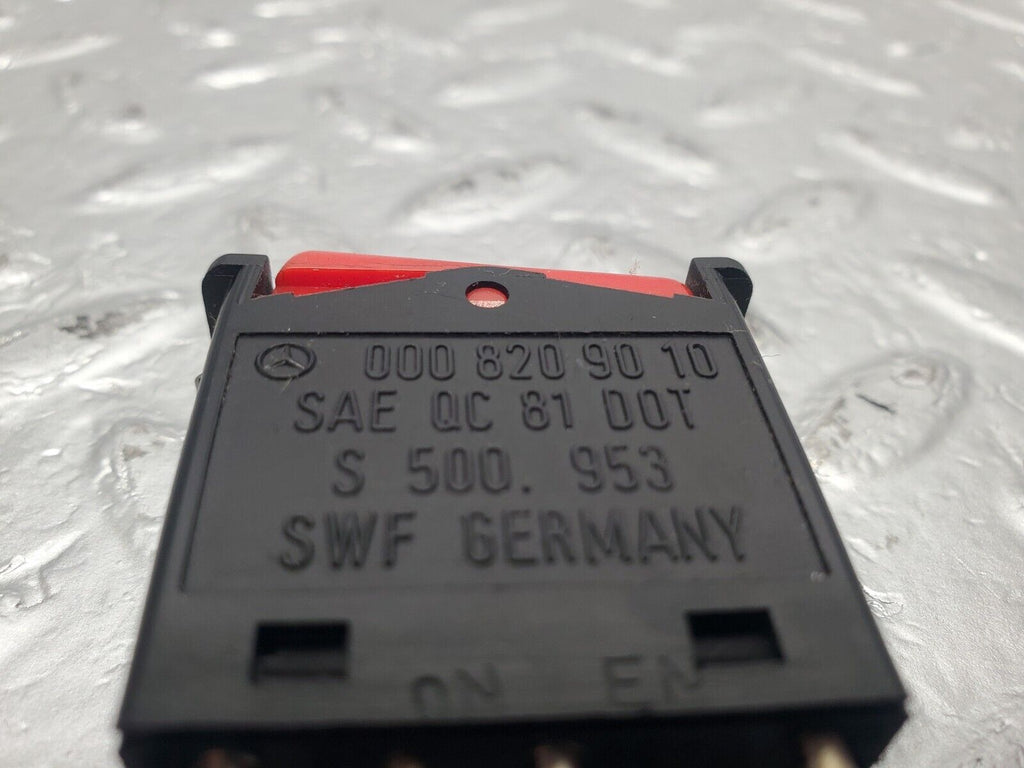 000 820 90 10
SAE QC 81 DOT
S 500. 953
SWF GERMANY